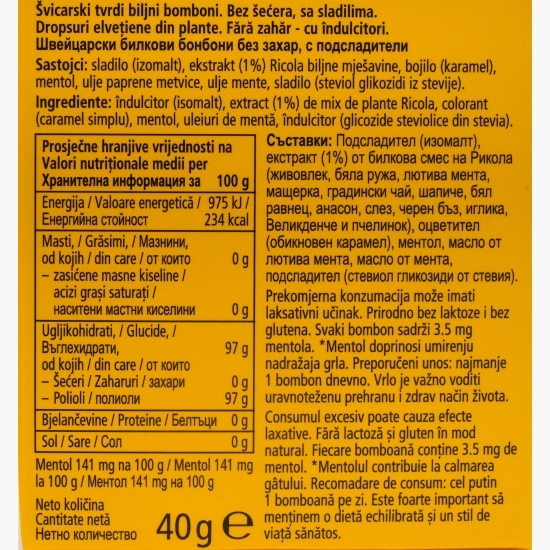 Švicarski tvrdi biljni bomboni. Bez šećera, sa sladilima.
Dropsuri elvețiene din plante. Fără zahăr - cu îndulcitori.
Швейцарски билкови бонбони без захар, с подсладители
Sastojci: sladilo (izomalt), ekstrakt (1%) Ricola biljne mješavine, bojilo (karamel),
mentol, ulje paprene metvice, ulje mente, sladilo (steviol glikozidi iz stevije).
Ingrediente: îndulcitor (isomalt), extract (1%) de mix de plante Ricola, colorant
(caramel simplu), mentol, uleiuri de mentă, îndulcitor (glicozide steviolice din stevia).
Prosječne hranjive vrijednosti na
Valori nutriționale medii per
Хранителна информация за 100 g
Energija / Valoare energetică / 975 kJ /
Енергийна стойност 234 kcal
Masti, / Grăsimi, / Мазнини,
od kojih / din care / от които 0 g
– zasićene masne kiseline /
acizi grași saturați /
наситени мастни киселини 0 g
Ugljikohidrati, / Glucide, /
Въглехидрати, 97 g
od kojih / din care / от които
– Šećeri / Zaharuri / захари 0 g
– Polioli / полиоли 97 g
Bjelančevine / Proteine / Белтъци 0 g
Sol / Sare / Сол 0 g
Mentol 141 mg na 100 g / Mentol 141 mg
la 100 g / Ментол 141 mg на 100 g
Neto količina
Cantitate netă
Нетно количество 40 g e
Съставки: Подсладител (изомалт),
екстракт (1%) от билкова смес на Рикола
(живовлек, бяла ружа, лютива мента,
мащерка, градински чай, шапиче, бял
равнец, анасон, слез, черен бъз, иглика,
Великденче и пчелинок), оцветител
(обикновен карамел), ментол, масло от
лютива мента, масло от мента,
подсладител (стевиол гликозиди от стевия).
Prekomjerna konzumacija može imati
laksativni učinak. Prirodno bez laktoze i bez
glutena. Svaki bombon sadrži 3.5 mg
mentola. *Mentol doprinosi umirenju
nadražaja grla. Preporučeni unos: najmanje
1 bombon dnevno. Vrlo je važno voditi
uravnoteženu prehranu i zdrav način života.
Consumul excesiv poate cauza efecte
laxative. Fără lactoză și gluten în mod
natural. Fiecare bomboană conține 3.5 mg de
mentol. *Mentolul contribuie la calmarea
gâtului. Recomadare de consum: cel putin
1 bomboană pe zi. Este foarte important să
menținem o dietă echilibrată și un stil de
viață sănătos.